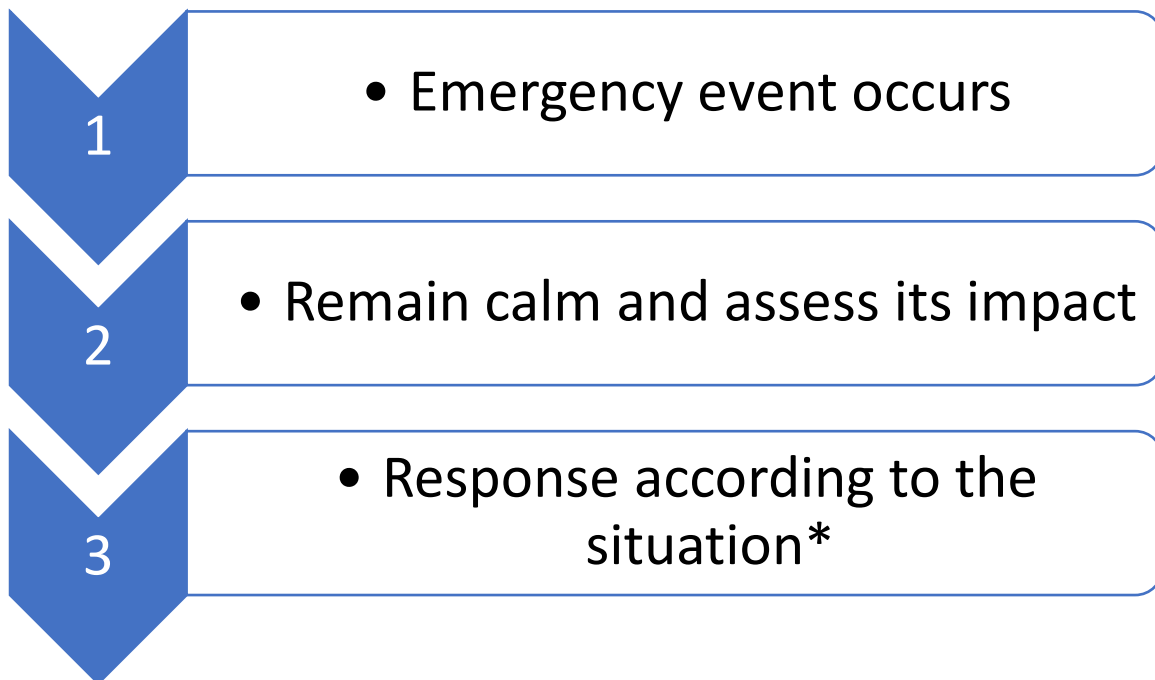 1
• Emergency event occurs
2
• Remain calm and assess its impact
3
• Response according to the
situation*